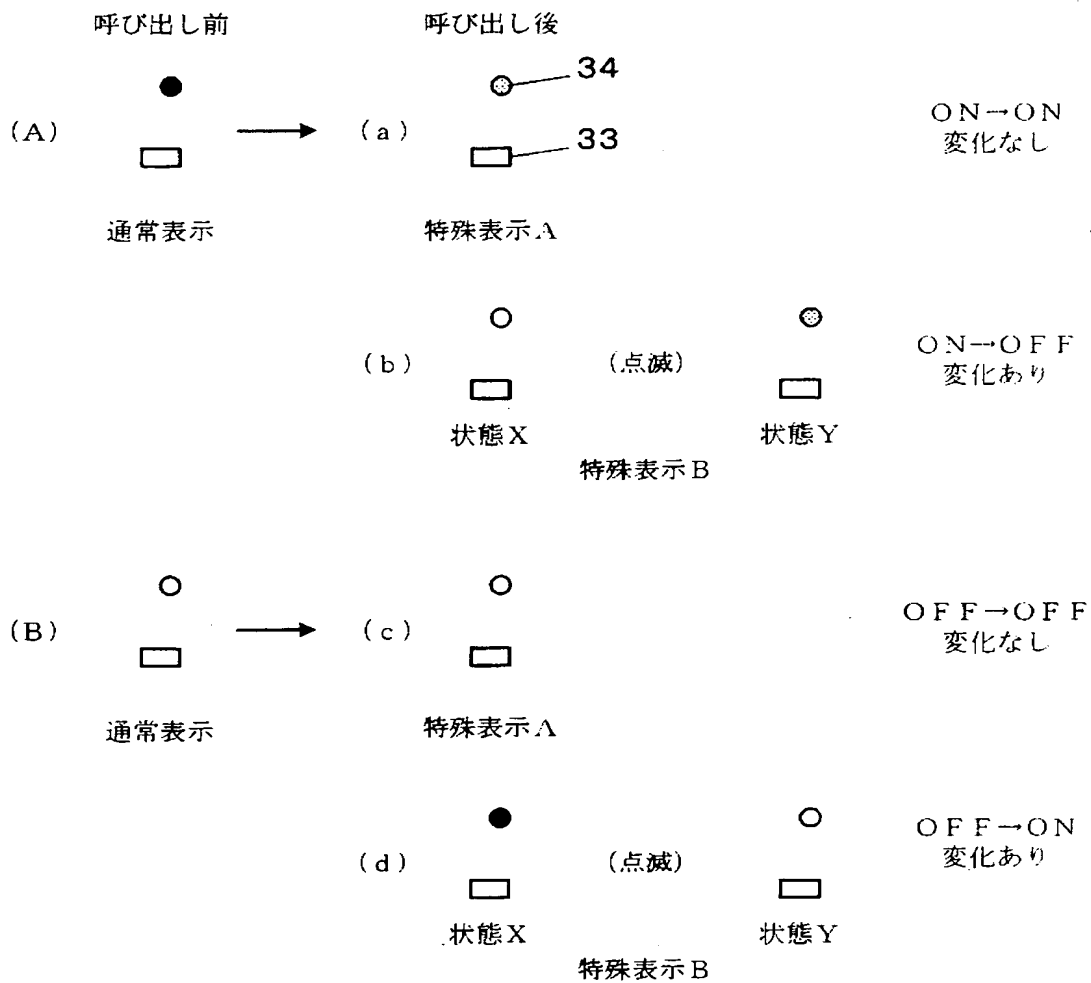 呼び出し前
呼び出し後
34
(A)
(a)
33
ON→ON
変化なし
通常表示
特殊表示A
(b)
(点滅)
ON→OFF
変化あり
状態X
状態Y
特殊表示B
(B)
(c)
OFF→OFF
変化なし
通常表示
特殊表示A
(d)
(点滅)
OFF→ON
変化あり
状態X
状態Y
特殊表示B